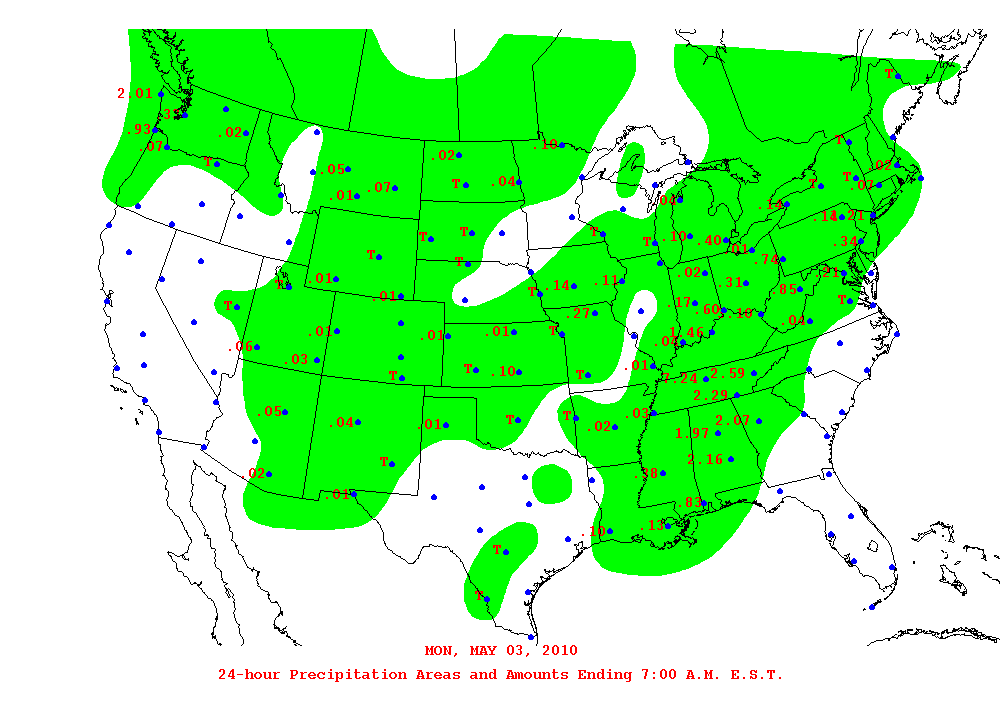 T
2.01
.93
.07
.02
T
.10
T
.02
.05
.01
.07
.02
T
.04
T
T
.07
.04
.14
.14
.21
T
T
T
T
.10
.40
.01
.74
.34
T
T
.01
.01
T
.14
.11
.02
.31
.85
.21
T
T
.06
.01
.03
.01
.01
T
.27
.17
.60
.10
.04
1.46
.04
T
T
.10
T
.01
7.24
2.59
2.29
.05
.04
.01
T
T
.02
.03
1.97
2.07
.02
T
.01
.38
2.16
.83
.13
.10
T
T
MON, MAY 03, 2010
24-hour Precipitation Areas and Amounts Ending 7:00 A.M. E.S.T.